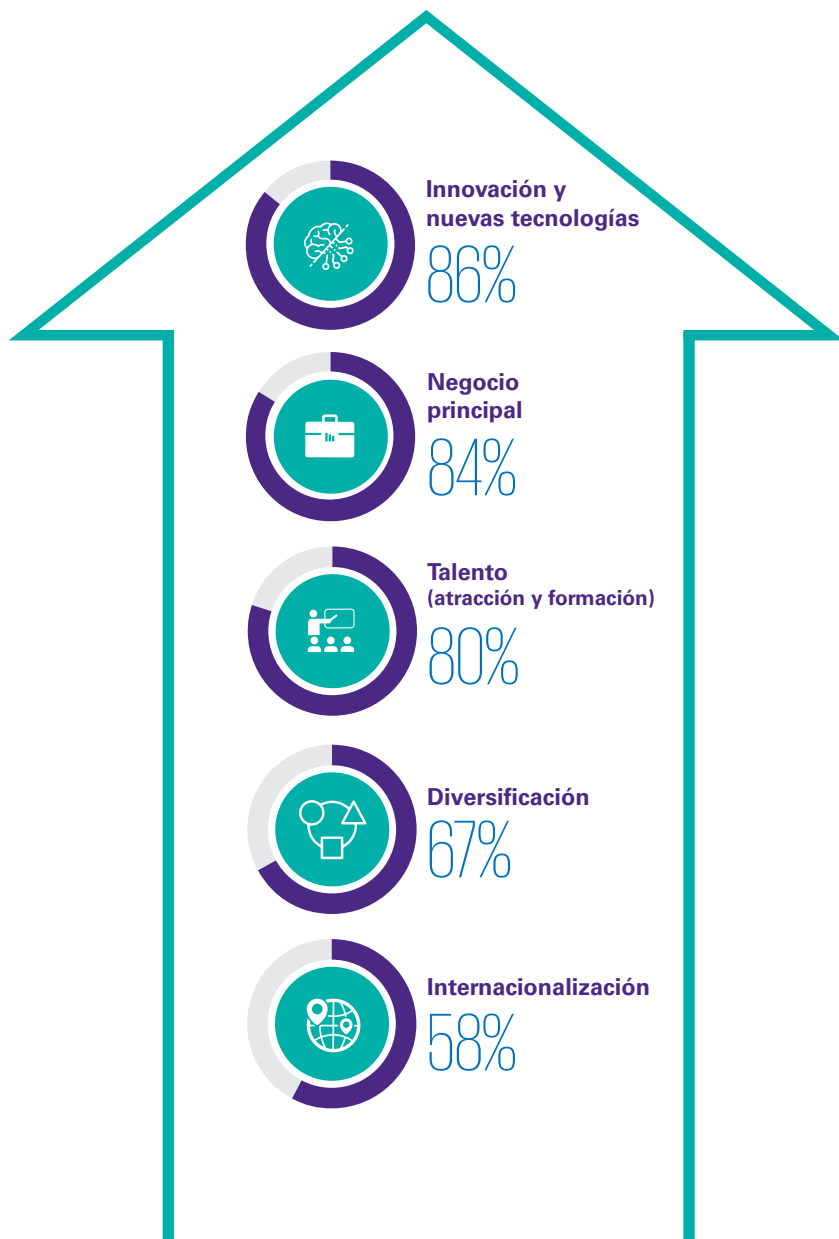 Innovación y
nuevas tecnologías
86%
Negocio
principal
84%
Talento
(atracción y formación)
80%
Diversificación
67%
Internacionalización
58%